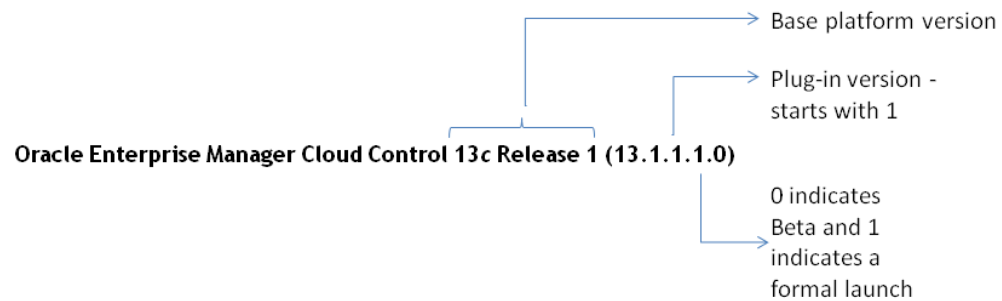 Base platform version
Plug-in version -
starts with 1
Oracle Enterprise Manager Cloud Control 13c Release 1 (13.1.1.1.0)
0 indicates
Beta and 1
indicates a
formal launch